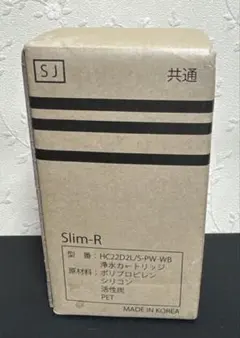 SJ
共通
Slim-R
型 番：HC22D2L/S-PW-WB
浄水カートリッジ
原材料：ポリプロピレン
シリコン
活性炭
PET
MADE IN KOREA